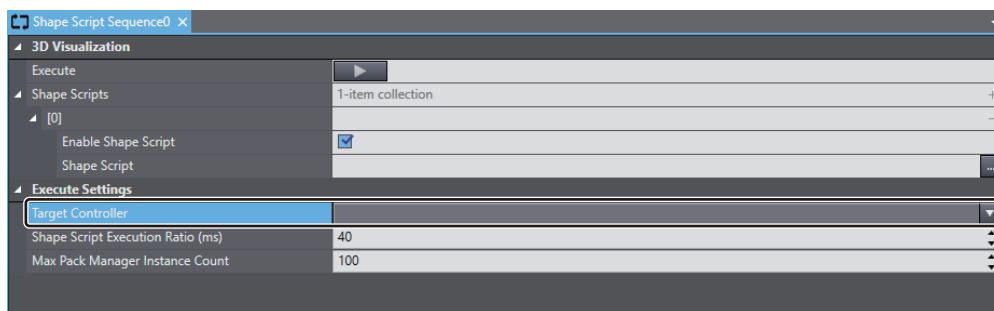 Shape Script Sequence0
3D Visualization
Execute
Shape Scripts 1-item collection
[0]
Enable Shape Script
Shape Script ...
Execute Settings
Target Controller
Shape Script Execution Ratio (ms) 40
Max Pack Manager Instance Count 100